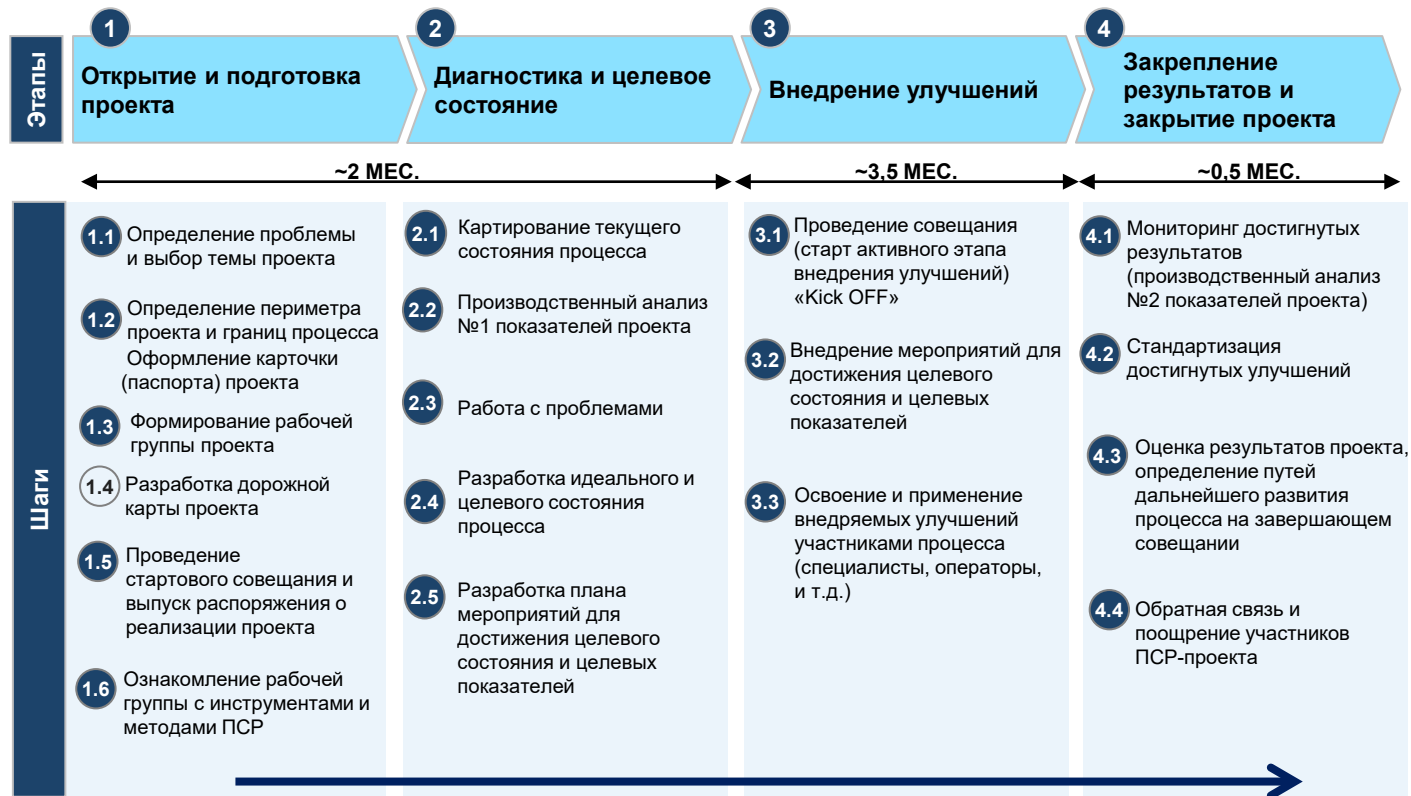 Этапы
1
Открытие и подготовка
проекта
2
Диагностика и целевое
состояние
3
Внедрение улучшений
4
Закрепление
результатов и
закрытие проекта
~2 МЕС.
~3,5 МЕС.
~0,5 МЕС.
Шаги
1.1 Определение проблемы
и выбор темы проекта
1.2 Определение периметра
проекта и границ процесса
Оформление карточки
(паспорта) проекта
1.3 Формирование рабочей
группы проекта
1.4 Разработка дорожной
карты проекта
1.5 Проведение
стартового совещания и
выпуск распоряжения о
реализации проекта
1.6 Ознакомление рабочей
группы с инструментами и
методами ПСР
2.1 Картирование текущего
состояния процесса
2.2 Производственный анализ
№1 показателей проекта
2.3 Работа с проблемами
2.4 Разработка идеального и
целевого состояния
процесса
2.5 Разработка плана
мероприятий для
достижения целевого
состояния и целевых
показателей
3.1 Проведение совещания
(старт активного этапа
внедрения улучшений)
«Kick OFF»
3.2 Внедрение мероприятий для
достижения целевого
состояния и целевых
показателей
3.3 Освоение и применение
внедряемых улучшений
участниками процесса
(специалисты, операторы,
и т.д.)
4.1 Мониторинг достигнутых
результатов
(производственный анализ
№2 показателей проекта)
4.2 Стандартизация
достигнутых улучшений
4.3 Оценка результатов проекта,
определение путей
дальнейшего развития
процесса на завершающем
совещании
4.4 Обратная связь и
поощрение участников
ПСР-проекта